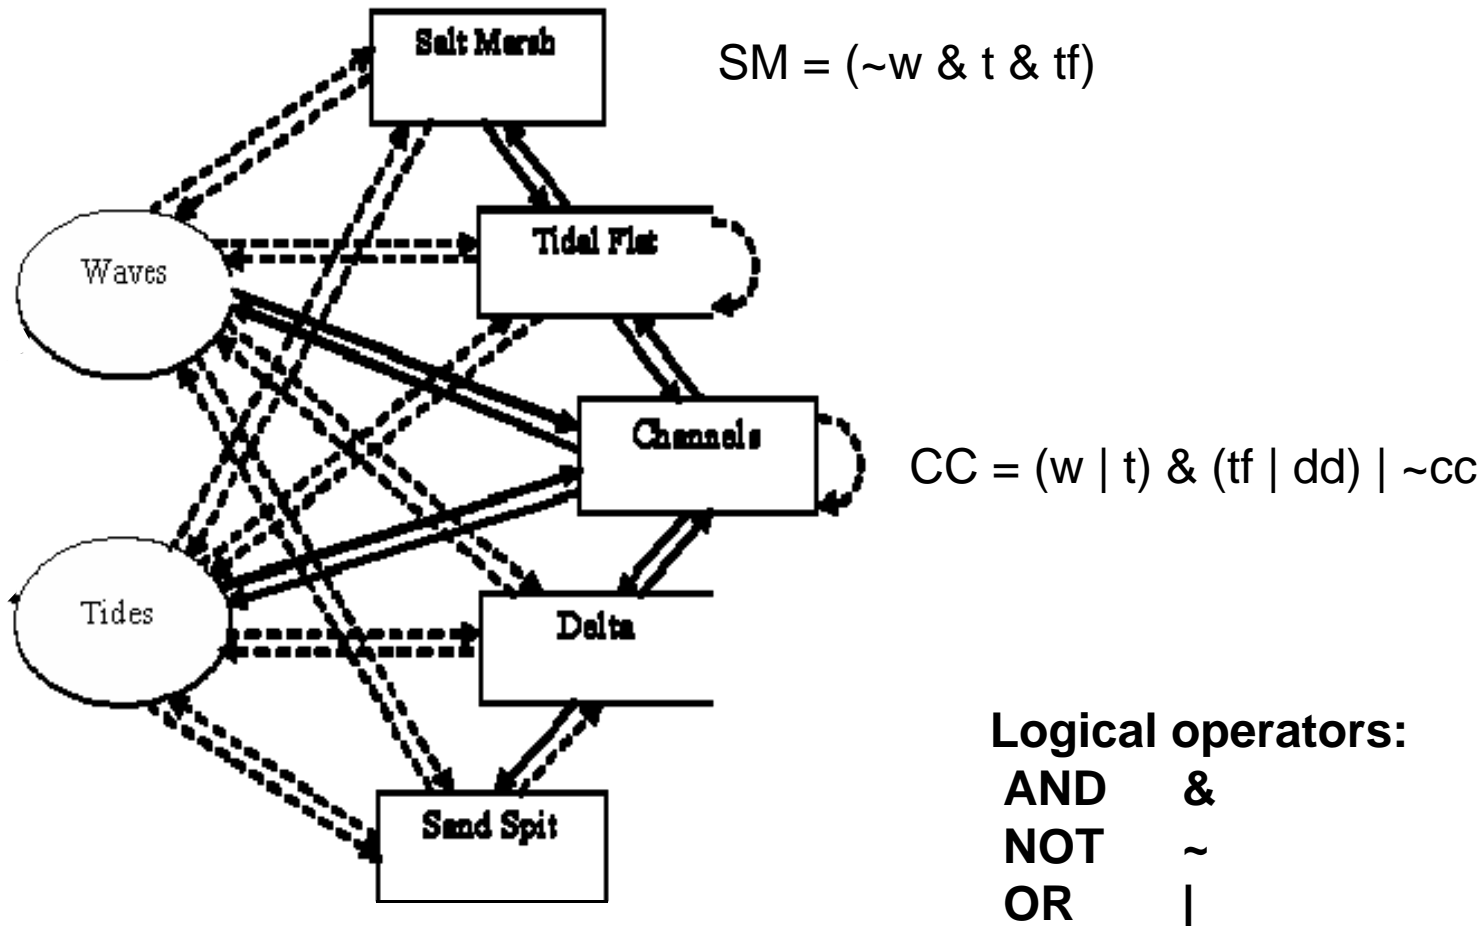 Salt Marsh
SM = (~w & t & tf)
Tidal Flat
Waves
Channels
CC = (w | t) & (tf | dd) | ~cc
Tides
Delta
Logical operators:
AND &
Sand Spit
NOT ~
OR |